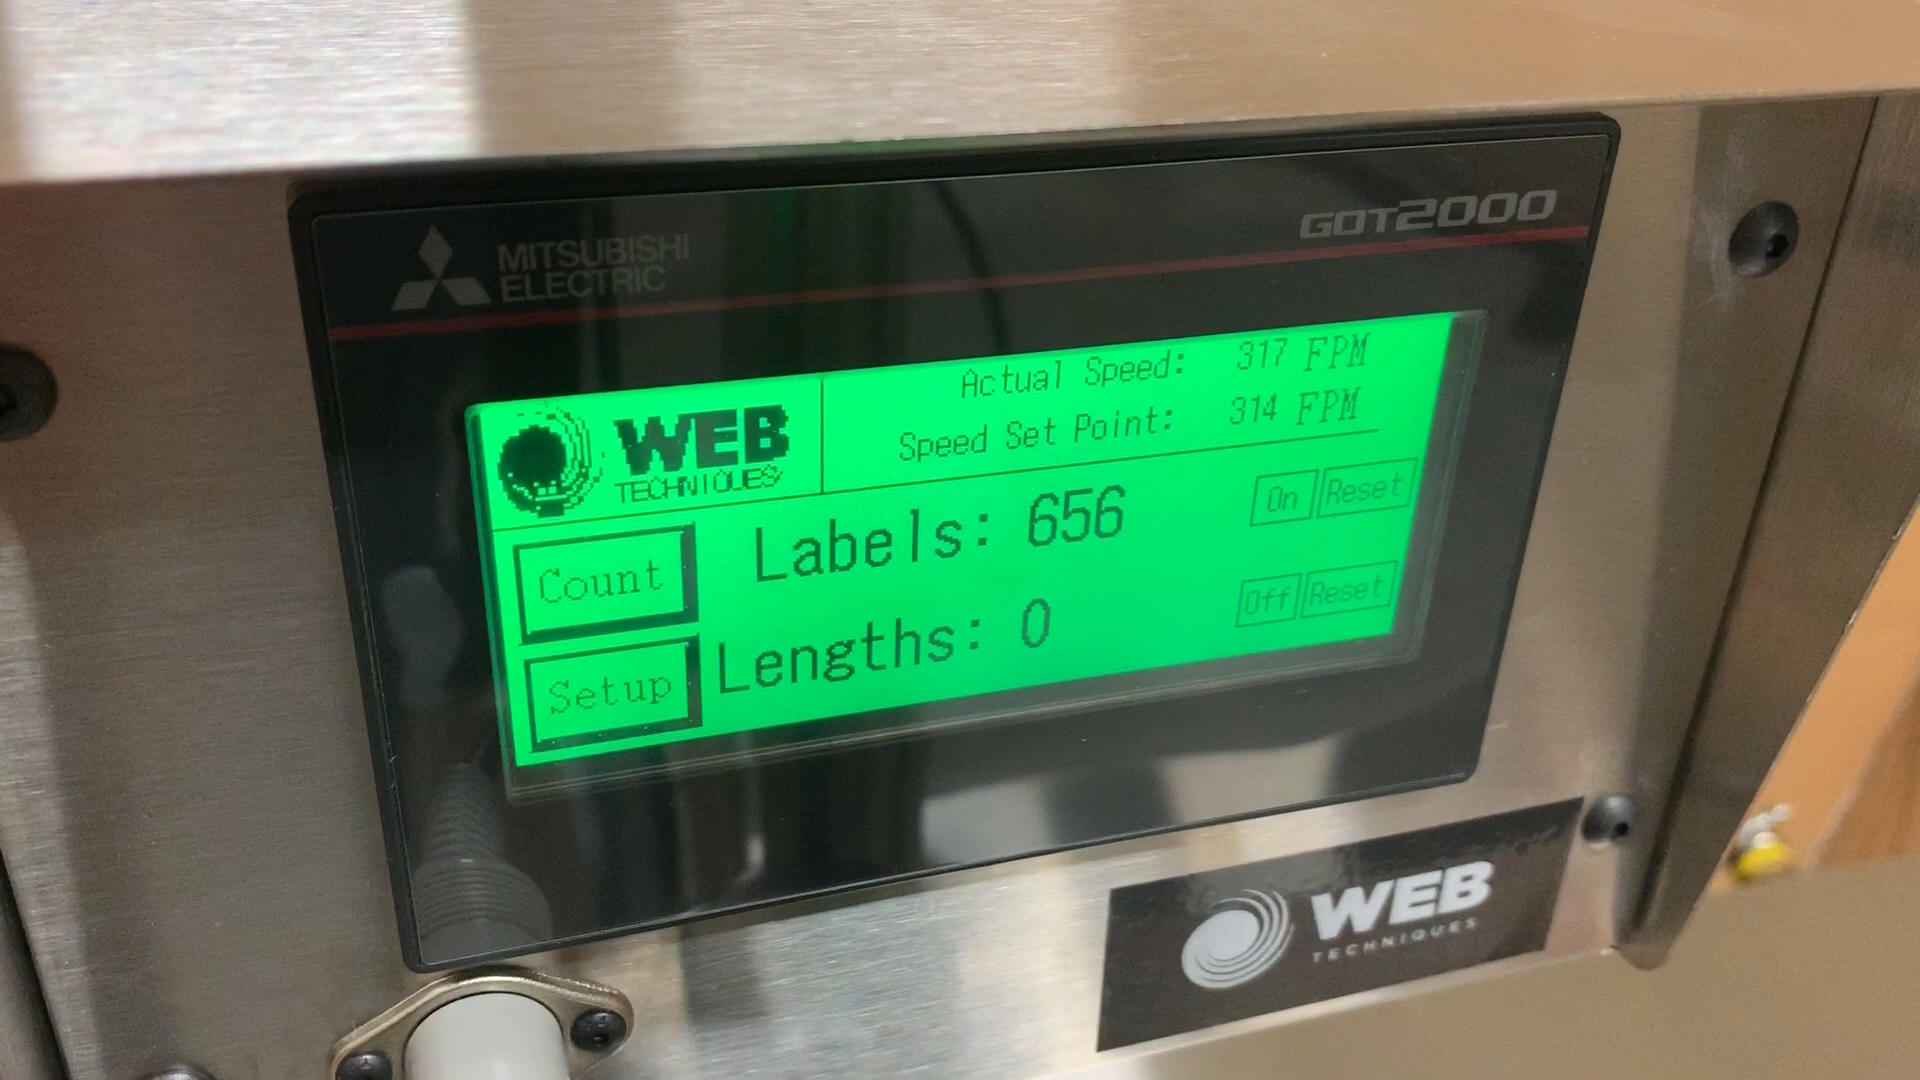 MITSUBISHI
ELECTRIC
GOT2000
WEB
TECHNIQUES
Actual Speed: 317 FPM
Speed Set Point: 314 FPM
Count
Labels: 656
On Reset
Setup
Lengths: 0
Off Reset
WEB
TECHNIQUES